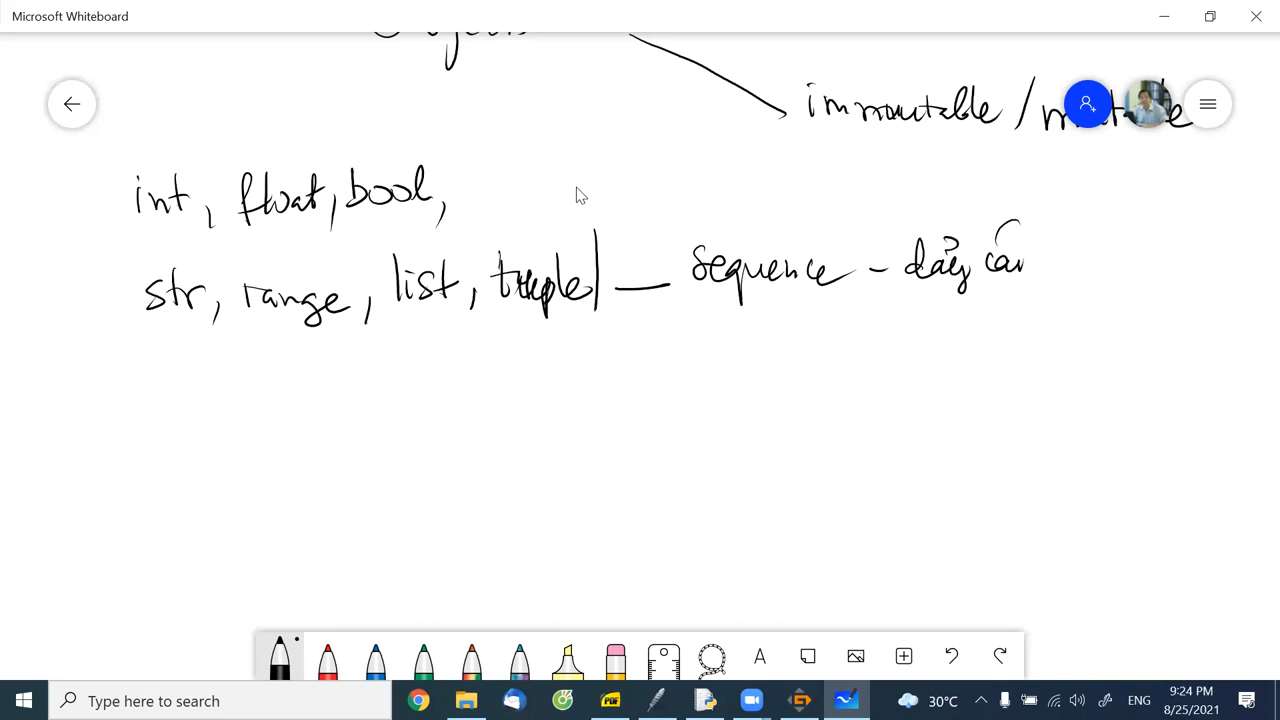 Microsoft Whiteboard
immutable /
int, float, bool,
str, range, list, tuple — sequence - dãy
A
Type here to search
PDF
30°C
ENG
9:24 PM
8/25/2021